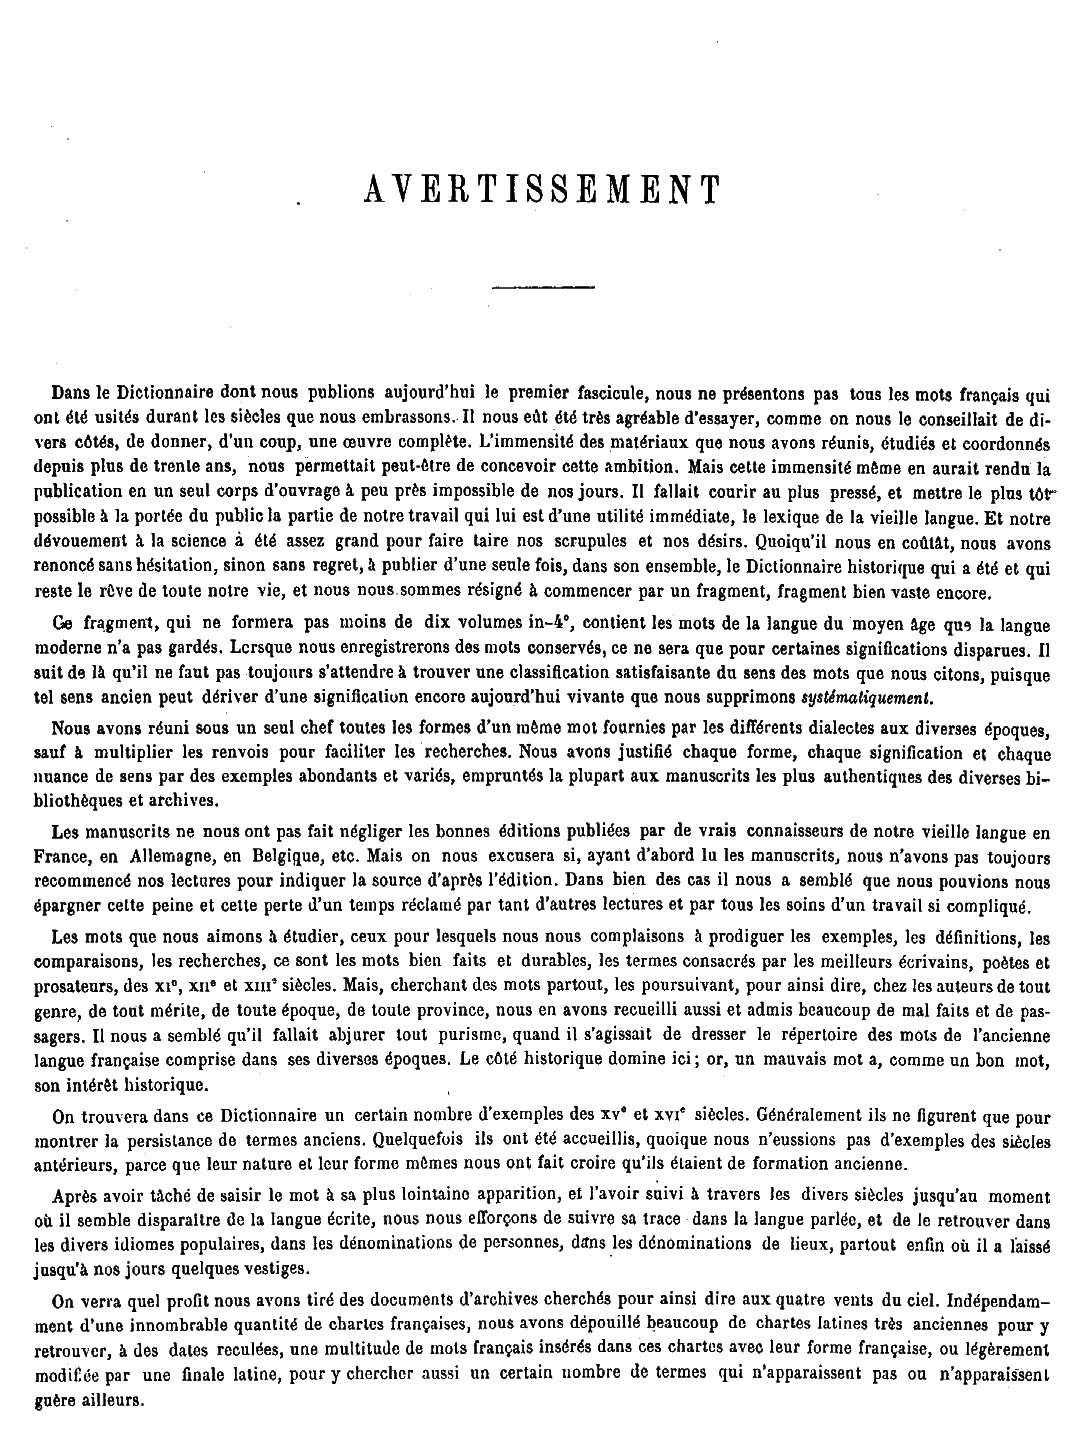 AVERTISSEMENT
Dans le Dictionnaire dont nous publions aujourd'hui le premier fascicule, nous ne présentons pas tous les mots français qui
ont été usités durant les siècles que nous embrassons. Il nous eût été très agréable d'essayer, comme on nous le conseillait de di-
vers côtés, de donner, d'un coup, une œuvre complète. L'immensité des matériaux que nous avons réunis, étudiés et coordonnés
depuis plus de trente ans, nous permettait peut-être de concevoir cette ambition. Mais cette immensité même en aurait rendu la
publication en un seul corps d'ouvrage à peu près impossible de nos jours. Il fallait courir au plus pressé, et mettre le plus tôt
possible à la portée du public la partie de notre travail qui lui est d'une utilité immédiate, le lexique de la vieille langue. Et notre
dévouement à la science à été assez grand pour faire taire nos scrupules et nos désirs. Quoiqu'il nous en coûtât, nous avons
renoncé sans hésitation, sinon sans regret, à publier d'une seule fois, dans son ensemble, le Dictionnaire historique qui a été et qui
reste le rêve de toute notre vie, et nous nous sommes résigné à commencer par un fragment, fragment bien vaste encore.
Ce fragment, qui ne formera pas moins de dix volumes in-4°, contient les mots de la langue du moyen âge que la langue
moderne n'a pas gardés. Lorsque nous enregistrerons des mots conservés, ce ne sera que pour certaines significations disparues. Il
suit de là qu'il ne faut pas toujours s'attendre à trouver une classification satisfaisante du sens des mots que nous citons, puisque
tel sens ancien peut dériver d'une signification encore aujourd'hui vivante que nous supprimons systématiquement.
Nous avons réuni sous un seul chef toutes les formes d'un même mot fournies par les différents dialectes aux diverses époques,
sauf à multiplier les renvois pour faciliter les recherches. Nous avons justifié chaque forme, chaque signification et chaque
nuance de sens par des exemples abondants et variés, empruntés la plupart aux manuscrits les plus authentiques des diverses bi-
bliothèques et archives.
Les manuscrits ne nous ont pas fait négliger les bonnes éditions publiées par de vrais connaisseurs de notre vieille langue en
France, en Allemagne, en Belgique, etc. Mais on nous excusera si, ayant d'abord lu les manuscrits, nous n'avons pas toujours
recommencé nos lectures pour indiquer la source d'après l'édition. Dans bien des cas il nous a semblé que nous pouvions nous
épargner cette peine et cette perte d'un temps réclamé par tant d'autres lectures et par tous les soins d'un travail si compliqué.
Les mots que nous aimons à étudier, ceux pour lesquels nous nous complaisons à prodiguer les exemples, les définitions, les
comparaisons, les recherches, ce sont les mots bien faits et durables, les termes consacrés par les meilleurs écrivains, poètes et
prosateurs, des XIe, XIIe et XIIIe siècles. Mais, cherchant des mots partout, les poursuivant, pour ainsi dire, chez les auteurs de tout
genre, de tout mérite, de toute époque, de toute province, nous en avons recueilli aussi et admis beaucoup de mal faits et de pas-
sagers. Il nous a semblé qu'il fallait abjurer tout purisme, quand il s'agissait de dresser le répertoire des mots de l'ancienne
langue française comprise dans ses diverses époques. Le côté historique domine ici ; or, un mauvais mot a, comme un bon mot,
son intérêt historique.
On trouvera dans ce Dictionnaire un certain nombre d'exemples des XVe et XVIe siècles. Généralement ils ne figurent que pour
montrer la persistance de termes anciens. Quelquefois ils ont été accueillis, quoique nous n'eussions pas d'exemples des siècles
antérieurs, parce que leur nature et leur forme mêmes nous ont fait croire qu'ils étaient de formation ancienne.
Après avoir tâché de saisir le mot à sa plus lointaine apparition, et l'avoir suivi à travers les divers siècles jusqu'au moment
où il semble disparaître de la langue écrite, nous nous efforçons de suivre sa trace dans la langue parlée, et de le retrouver dans
les divers idiomes populaires, dans les dénominations de personnes, dans les dénominations de lieux, partout enfin où il a laissé
jusqu'à nos jours quelques vestiges.
On verra quel profit nous avons tiré des documents d'archives cherchés pour ainsi dire aux quatre vents du ciel. Indépendam-
ment d'une innombrable quantité de chartes françaises, nous avons dépouillé beaucoup de chartes latines très anciennes pour y
retrouver, à des dates reculées, une multitude de mots français insérés dans ces chartes avec leur forme française, ou légèrement
modifiée par une finale latine, pour y chercher aussi un certain nombre de termes qui n'apparaissent pas ou n'apparaissent
guère ailleurs.